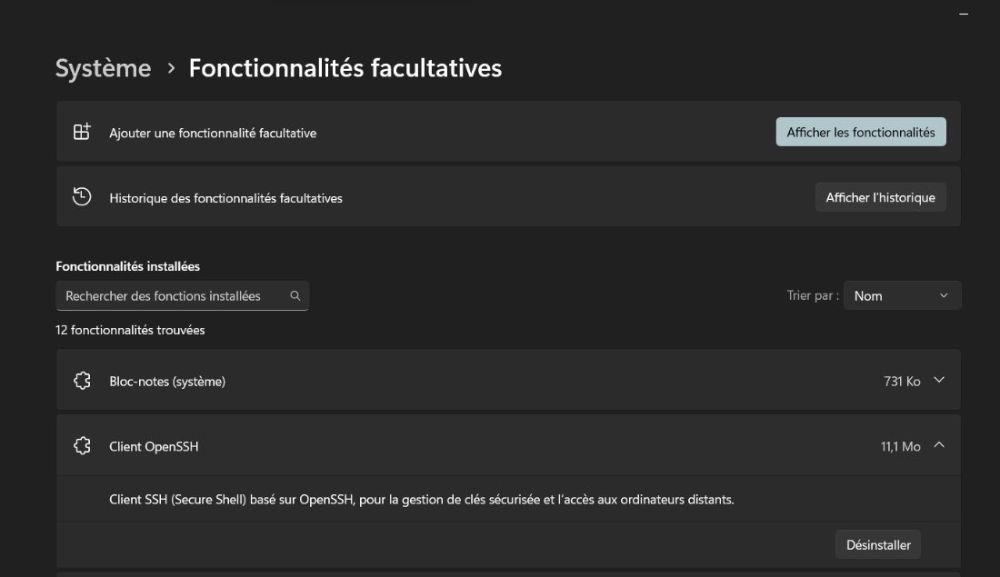 Système > Fonctionnalités facultatives
Ajouter une fonctionnalité facultative
Afficher les fonctionnalités
Historique des fonctionnalités facultatives
Afficher l'historique
Fonctionnalités installées
Rechercher des fonctions installées
Trier par : Nom
12 fonctionnalités trouvées
Bloc-notes (système)
731 Ko
Client OpenSSH
11,1 Mo
Client SSH (Secure Shell) basé sur OpenSSH, pour la gestion de clés sécurisée et l'accès aux ordinateurs distants.
Désinstaller